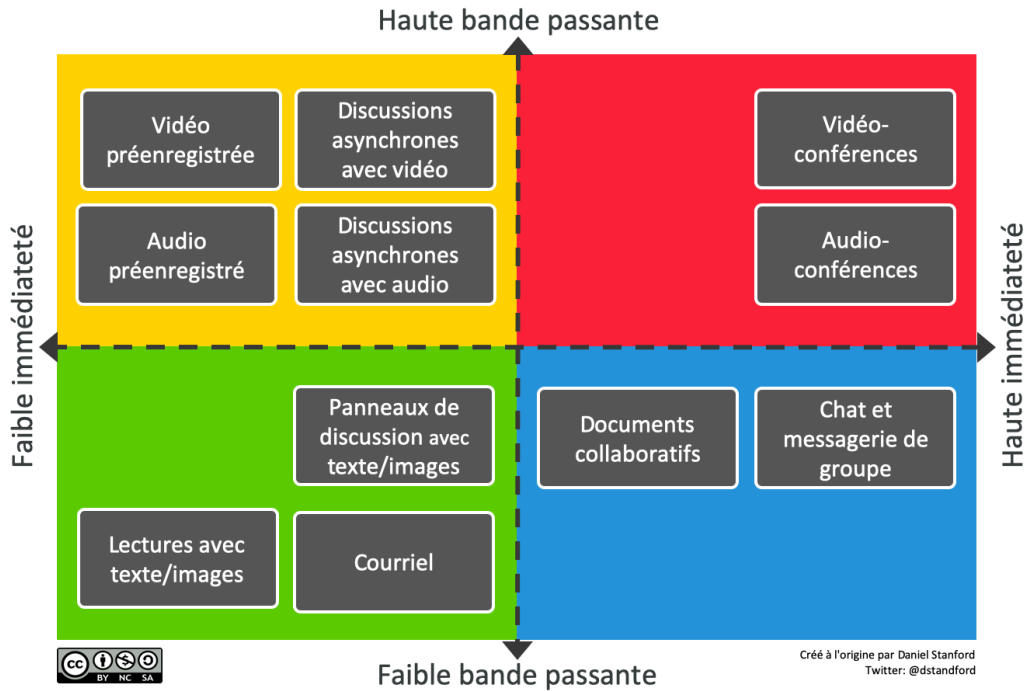 Haute bande passante
Vidéo
préenregistrée
Discussions
asynchrones
avec vidéo
Vidéo-
conférences
Audio
préenregistré
Discussions
asynchrones
avec audio
Audio-
conférences
Faible immédiateté
Haute immédiateté
Panneaux de
discussion avec
texte/images
Documents
collaboratifs
Chat et
messagerie de
groupe
Lectures avec
texte/images
Courriel
Faible bande passante
cc
BY NC SA
Créé à l'origine par Daniel Stanford
Twitter: @dstandford